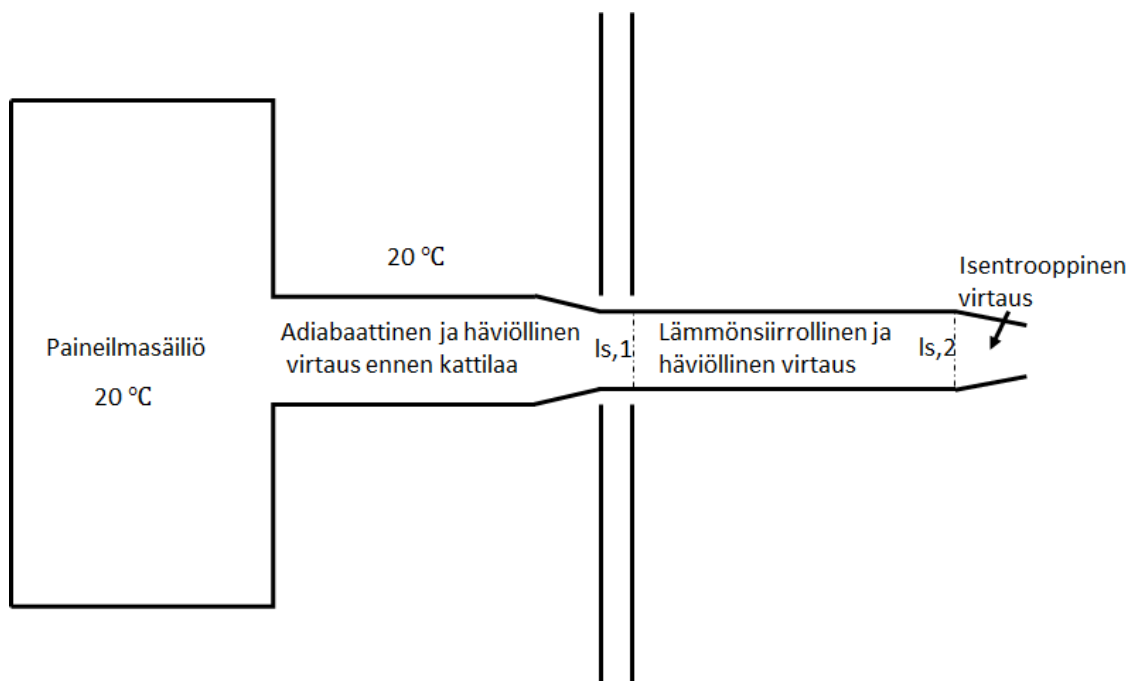 20 °C
Isentrooppinen
virtaus
Paineilmasäiliö
20 °C
Adiabaattinen ja häviöllinen
virtaus ennen kattilaa
ls,1
Lämmönsiirrollinen ja
häviöllinen virtaus
ls,2